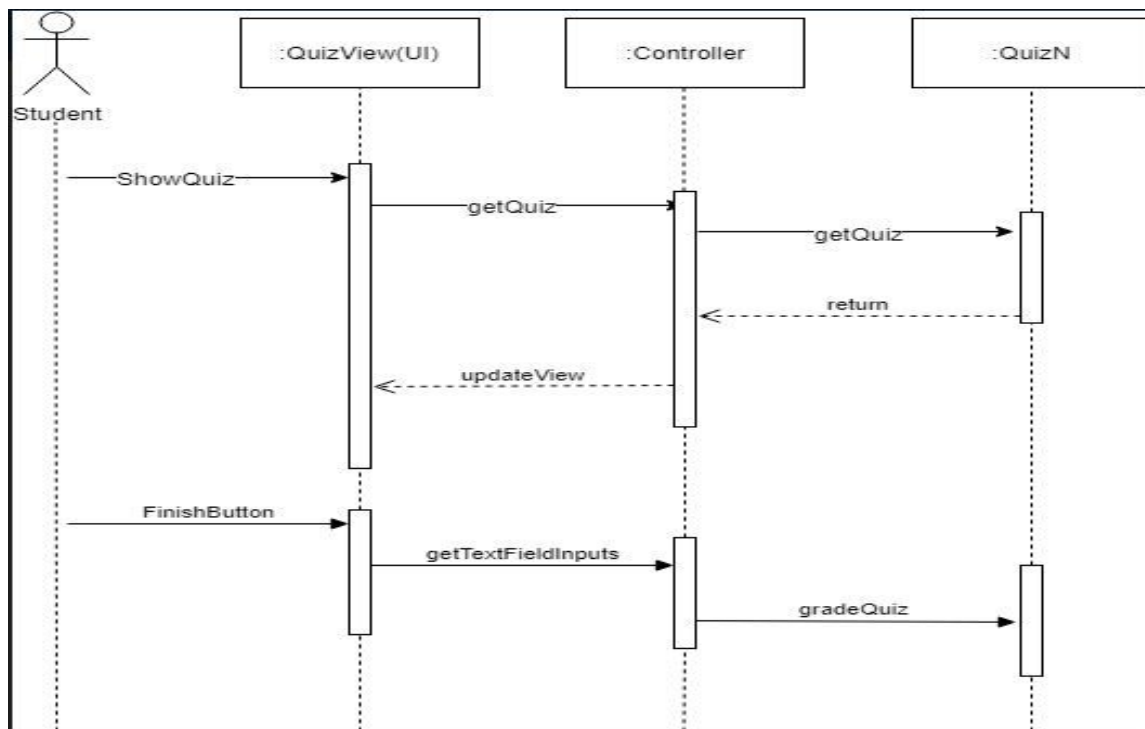 :QuizView(UI)
:Controller
:QuizN
Student
ShowQuiz
getQuiz
getQuiz
return
updateView
FinishButton
getTextFieldInputs
gradeQuiz